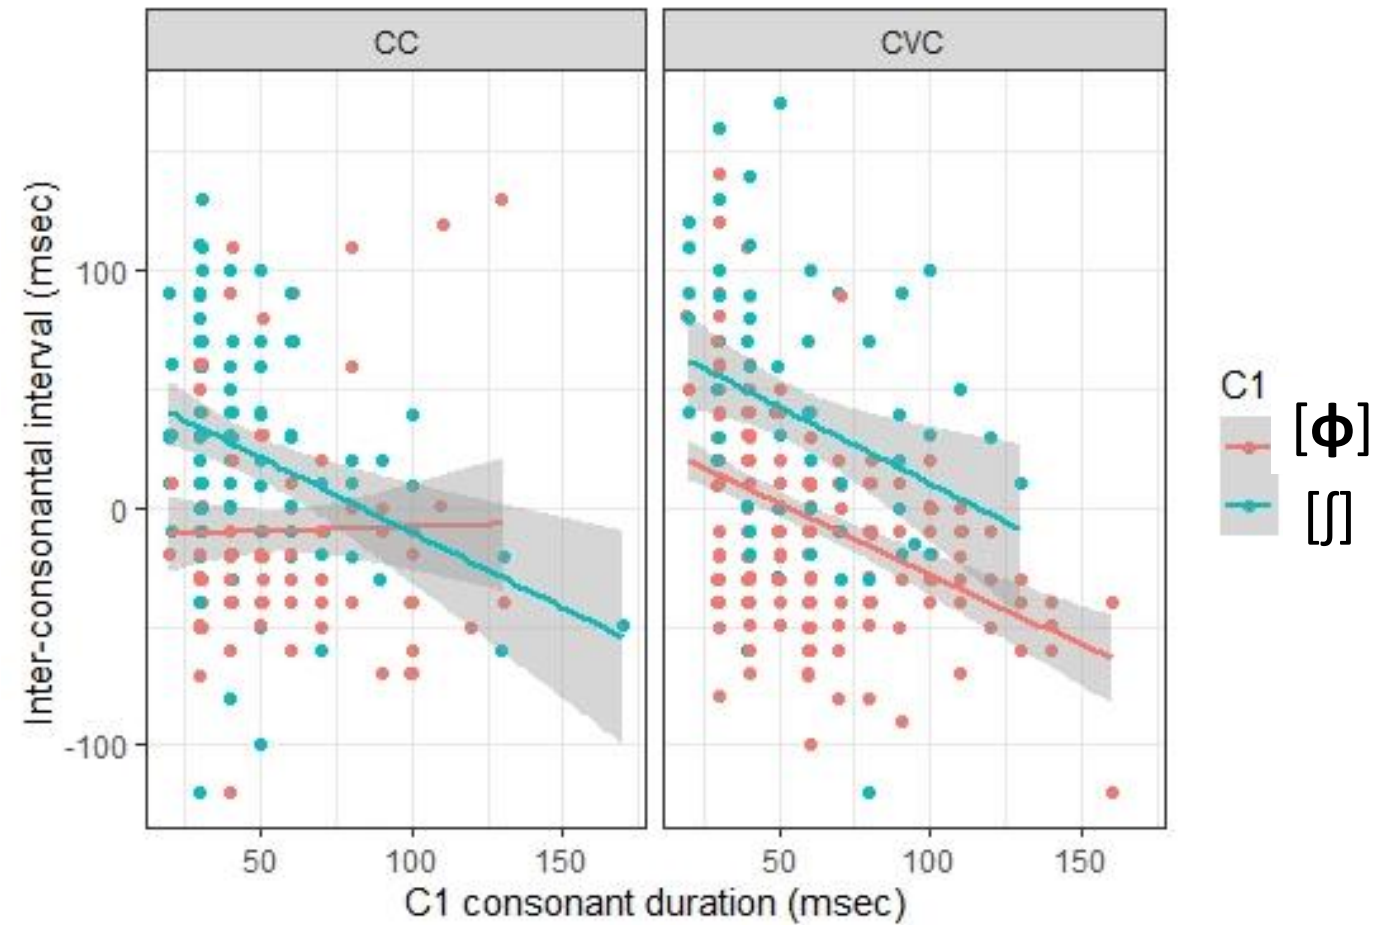 CC
CVC
Inter-consonantal interval (msec)
100
0
-100
50
100
150
50
100
150
C1 consonant duration (msec)
C1
[ɸ]
[ʃ]